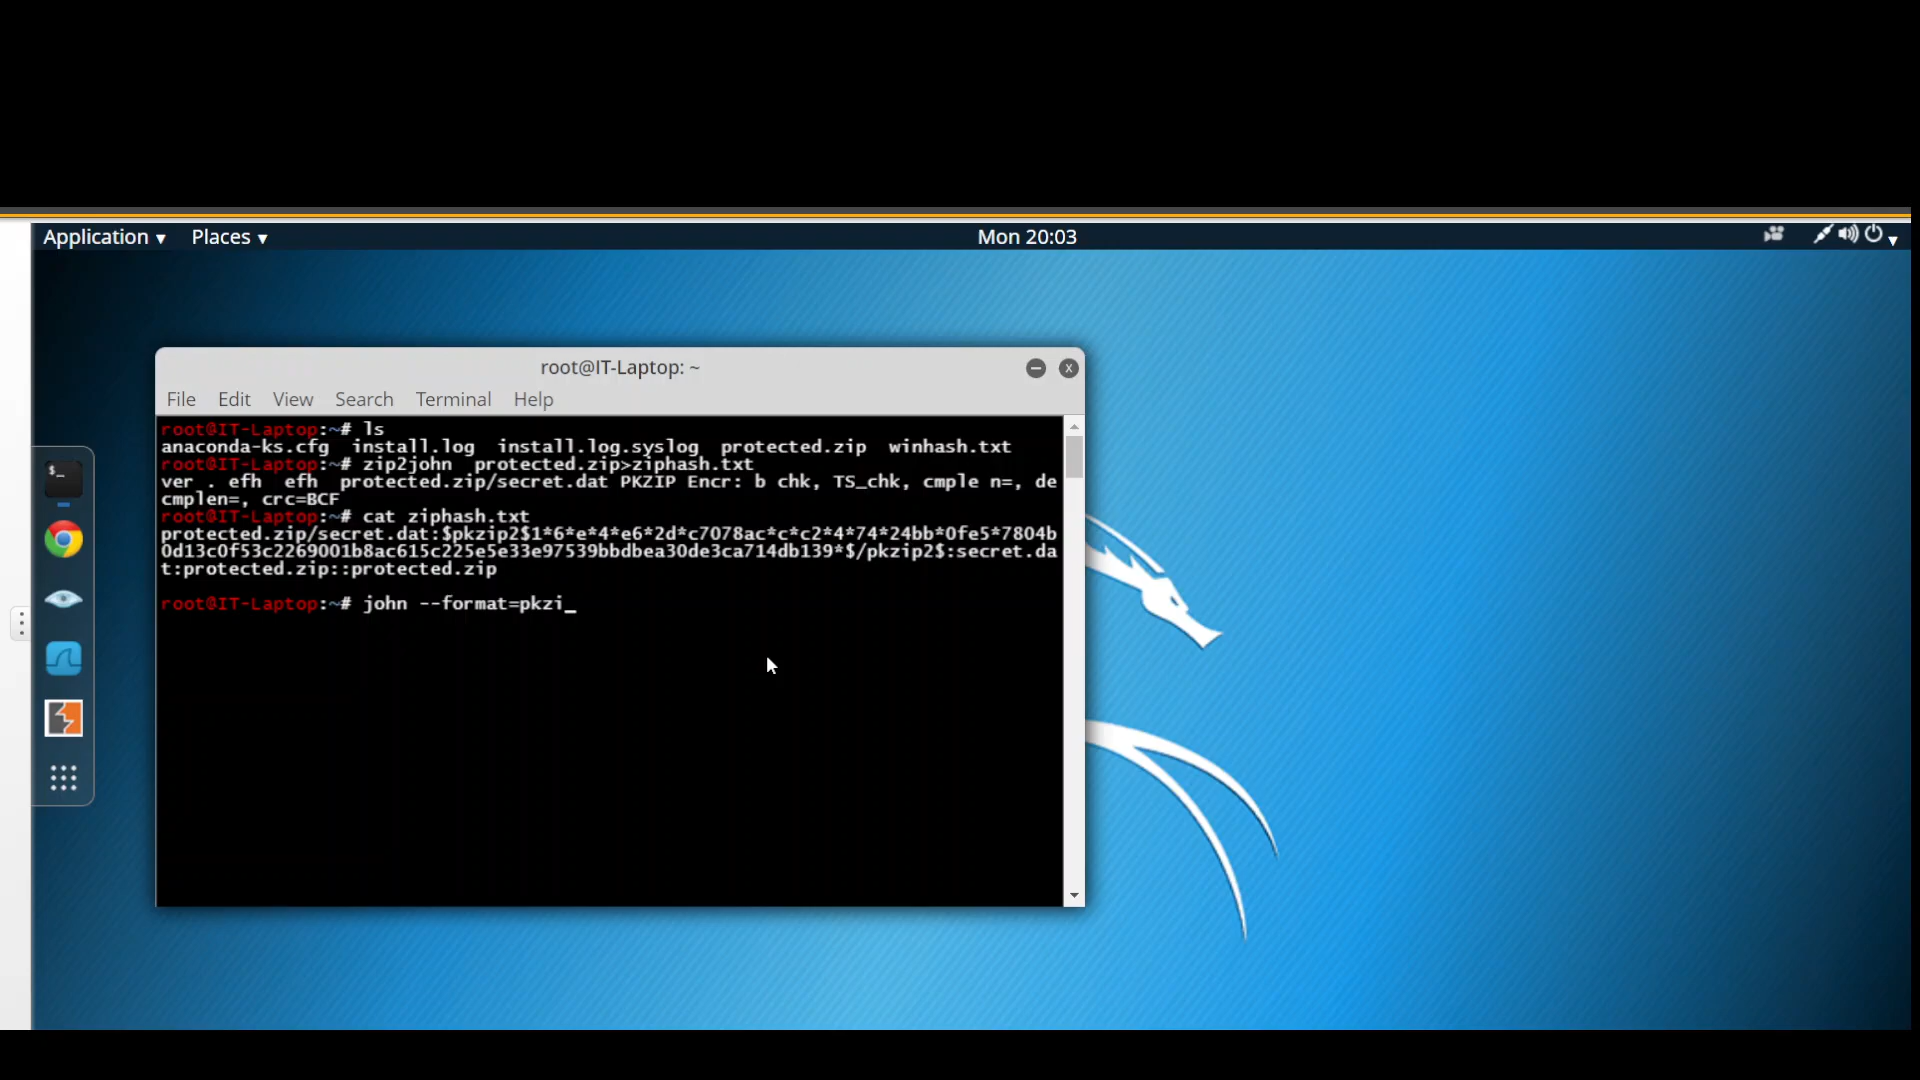 Application ▾ Places ▾ Mon 20:03
root@IT-Laptop: ~
File Edit View Search Terminal Help
root@IT-Laptop:~# ls
anaconda-ks.cfg  install.log  install.log.syslog  protected.zip  winhash.txt
root@IT-Laptop:~# zip2john  protected.zip>ziphash.txt
ver . efh  efh  protected.zip/secret.dat PKZIP Encr: b chk, TS_chk, cmple n=, de
cmplen=, crc=BCF
root@IT-Laptop:~# cat ziphash.txt
protected.zip/secret.dat:$pkzip2$1*6*e*4*e6*2d*c7078ac*c*c2*4*74*24bb*0fe5*7804b
0d13c0f53c2269001b8ac615c225e5e33e97539bbdbea30de3ca714db139*$/pkzip2$:secret.da
t:protected.zip::protected.zip
root@IT-Laptop:~# john --format=pkzi_
$_